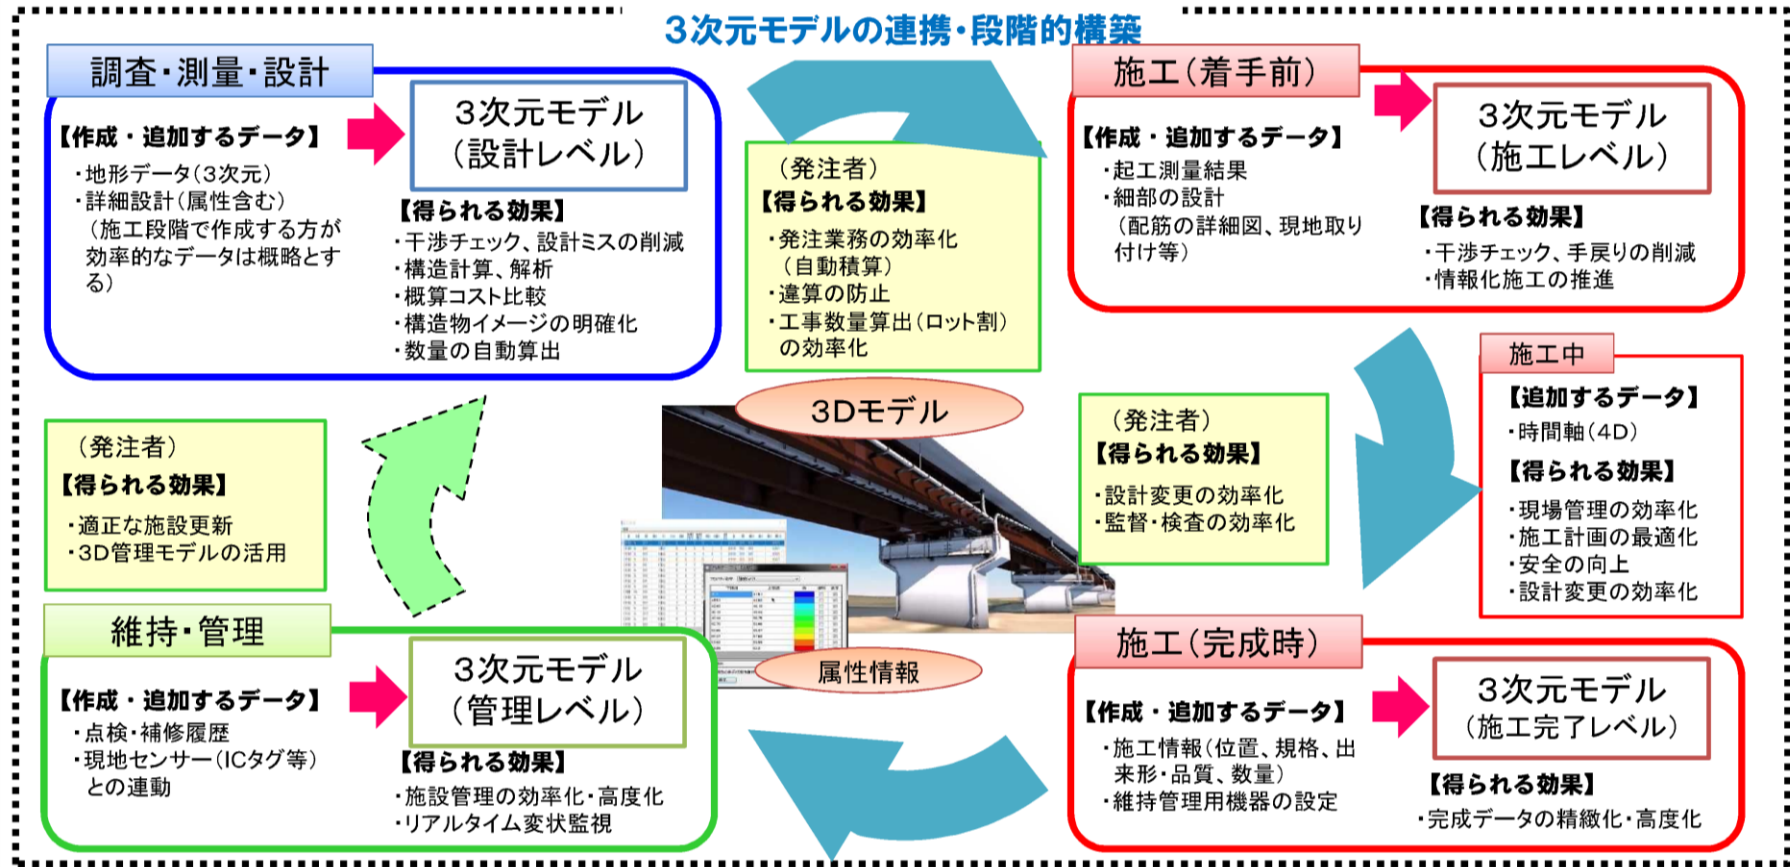 3次元モデルの連携・段階的構築
調査・測量・設計
【作成・追加するデータ】
・地形データ(3次元)
・詳細設計(属性含む)
(施工段階で作成する方が
効率的なデータは概略とす
る)
3次元モデル
(設計レベル)
【得られる効果】
・干渉チェック、設計ミスの削減
・構造計算、解析
・概算コスト比較
・構造物イメージの明確化
・数量の自動算出
(発注者)
【得られる効果】
・発注業務の効率化
(自動積算)
・違算の防止
・工事数量算出(ロット割)
の効率化
施工(着手前)
【作成・追加するデータ】
・起工測量結果
・細部の設計
(配筋の詳細図、現地取り
付け等)
3次元モデル
(施工レベル)
【得られる効果】
・干渉チェック、手戻りの削減
・情報化施工の推進
施工中
【追加するデータ】
・時間軸(4D)
【得られる効果】
・現場管理の効率化
・施工計画の最適化
・安全の向上
・設計変更の効率化
(発注者)
【得られる効果】
・設計変更の効率化
・監督・検査の効率化
3Dモデル
属性情報
(発注者)
【得られる効果】
・適正な施設更新
・3D管理モデルの活用
維持・管理
【作成・追加するデータ】
・点検・補修履歴
・現地センサー(ICタグ等)
との連動
3次元モデル
(管理レベル)
【得られる効果】
・施設管理の効率化・高度化
・リアルタイム変状監視
施工(完成時)
【作成・追加するデータ】
・施工情報(位置、規格、出
来形・品質、数量)
・維持管理用機器の設定
3次元モデル
(施工完了レベル)
【得られる効果】
・完成データの精緻化・高度化